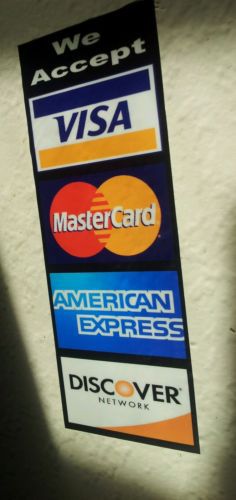 We
Accept
VISA
MasterCard
AMERICAN
EXPRESS
DISCOVER
NETWORK